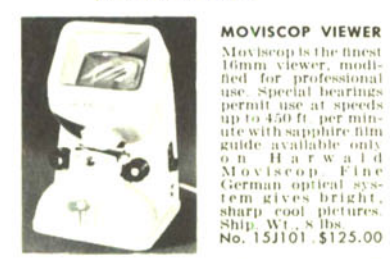 MOVISCOP VIEWER
Moviscop is the finest
16mm viewer, modi-
fied for professional
use. Special bearings
permit use at speeds
up to 450 ft. per min-
ute with sapphire film
guide available only
on Harwald
Moviscop. Fine
German optical sys-
tem gives bright,
sharp cool pictures.
Ship. Wt., 8 lbs.
No. 15J101 . $125.00